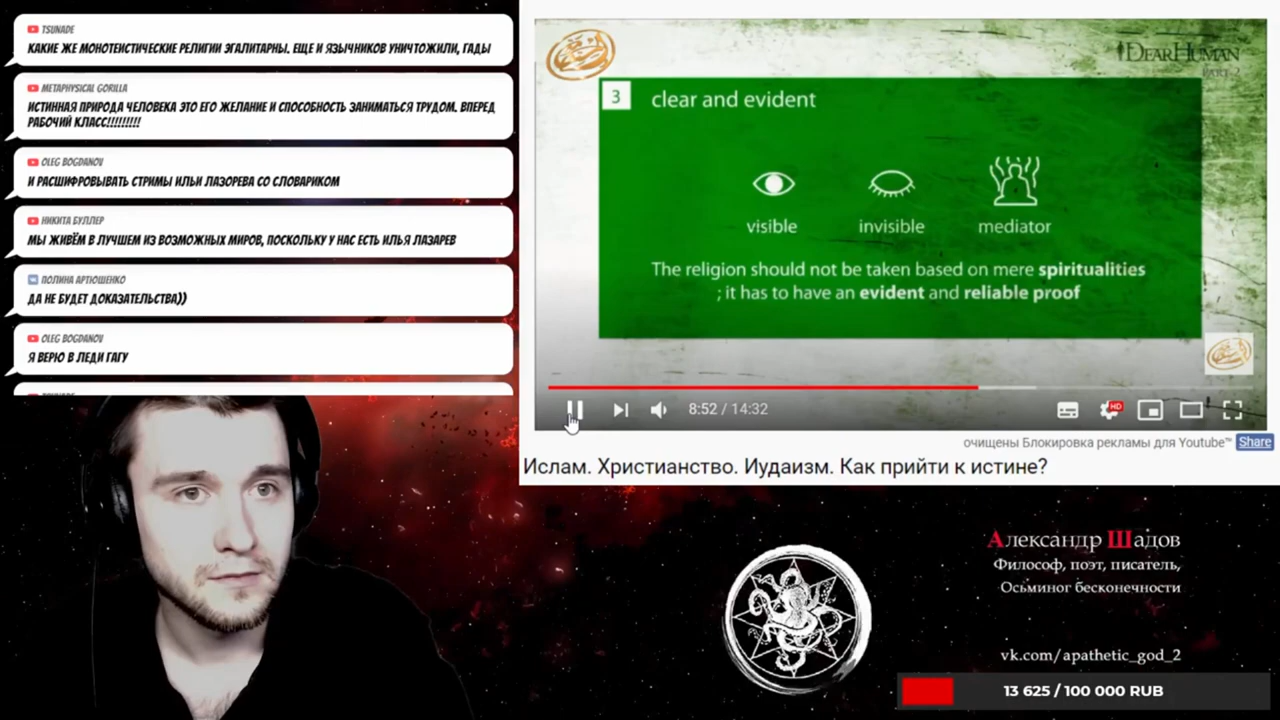 TSUNADE
КАКИЕ ЖЕ МОНОТЕИСТИЧЕСКИЕ РЕЛИГИИ ЭГАЛИТАРНЫ. ЕЩЕ И ЯЗЫЧНИКОВ УНИЧТОЖИЛИ, ГАДЫ
METAPHYSICAL GORILLA
ИСТИННАЯ ПРИРОДА ЧЕЛОВЕКА ЭТО ЕГО ЖЕЛАНИЕ И СПОСОБНОСТЬ ЗАНИМАТЬСЯ ТРУДОМ. ВПЕРЕД
РАБОЧИЙ КЛАСС!!!!!!!!!
OLEG BOGDANOV
И РАСШИФРОВЫВАТЬ СТРИМЫ ИЛЬИ ЛАЗОРЕВА СО СЛОВАРИКОМ
НИКИТА БУЛЛЕР
МЫ ЖИВЁМ В ЛУЧШЕМ ИЗ ВОЗМОЖНЫХ МИРОВ, ПОСКОЛЬКУ У НАС ЕСТЬ ИЛЬЯ ЛАЗАРЕВ
ПОЛИНА АРТЮШЕНКО
ДА НЕ БУДЕТ ДОКАЗАТЕЛЬСТВА))
OLEG BOGDANOV
Я ВЕРЮ В ЛЕДИ ГАГУ
DEARHUMAN
PART 2
3
clear and evident
visible
invisible
mediator
The religion should not be taken based on mere spiritualities
; it has to have an evident and reliable proof
8:52 / 14:32
HD
очищены Блокировка рекламы для Youtube™ Share
Ислам. Христианство. Иудаизм. Как прийти к истине?
Александр Шадов
Философ, поэт, писатель,
Осьминог бесконечности
vk.com/apathetic_god_2
13 625 / 100 000 RUB